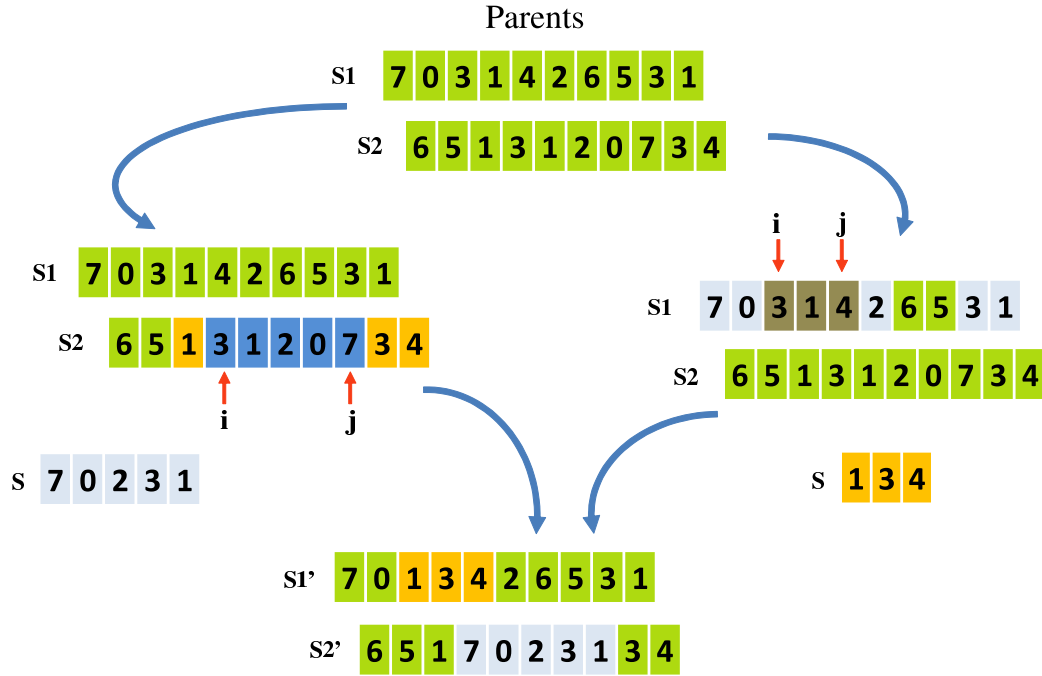 Parents
S1 7 0 3 1 4 2 6 5 3 1
S2 6 5 1 3 1 2 0 7 3 4
i j
S1 7 0 3 1 4 2 6 5 3 1
S1 7 0 3 1 4 2 6 5 3 1
S2 6 5 1 3 1 2 0 7 3 4
S2 6 5 1 3 1 2 0 7 3 4
i j
S 7 0 2 3 1
S 1 3 4
S1’ 7 0 1 3 4 2 6 5 3 1
S2’ 6 5 1 7 0 2 3 1 3 4